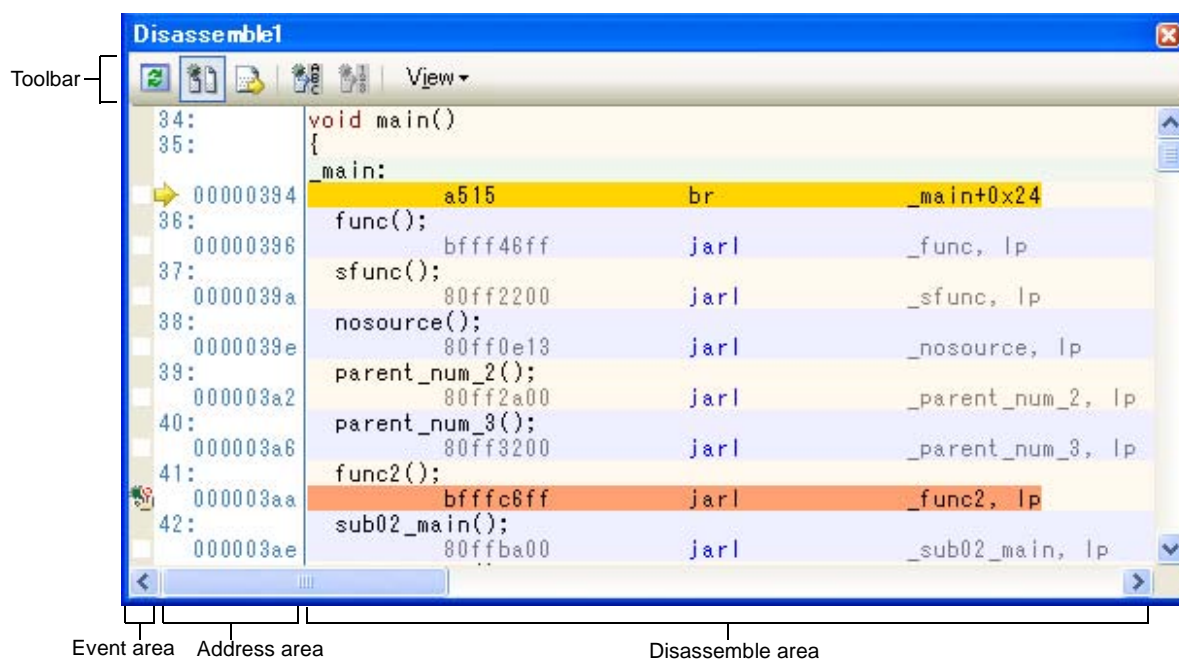 Disassemble1
Toolbar
View
34: void main()
35: {
_main:
00000394 a515 br _main+0x24
36: func();
00000396 bfff46ff jarl _func, lp
37: sfunc();
0000039a 80ff2200 jarl _sfunc, lp
38: nosource();
0000039e 80ff0e13 jarl _nosource, lp
39: parent_num_2();
000003a2 80ff2a00 jarl _parent_num_2, lp
40: parent_num_3();
000003a6 80ff3200 jarl _parent_num_3, lp
41: func2();
000003aa bfffc6ff jarl _func2, lp
42: sub02_main();
000003ae 80ffba00 jarl _sub02_main, lp
Event area Address area Disassemble area